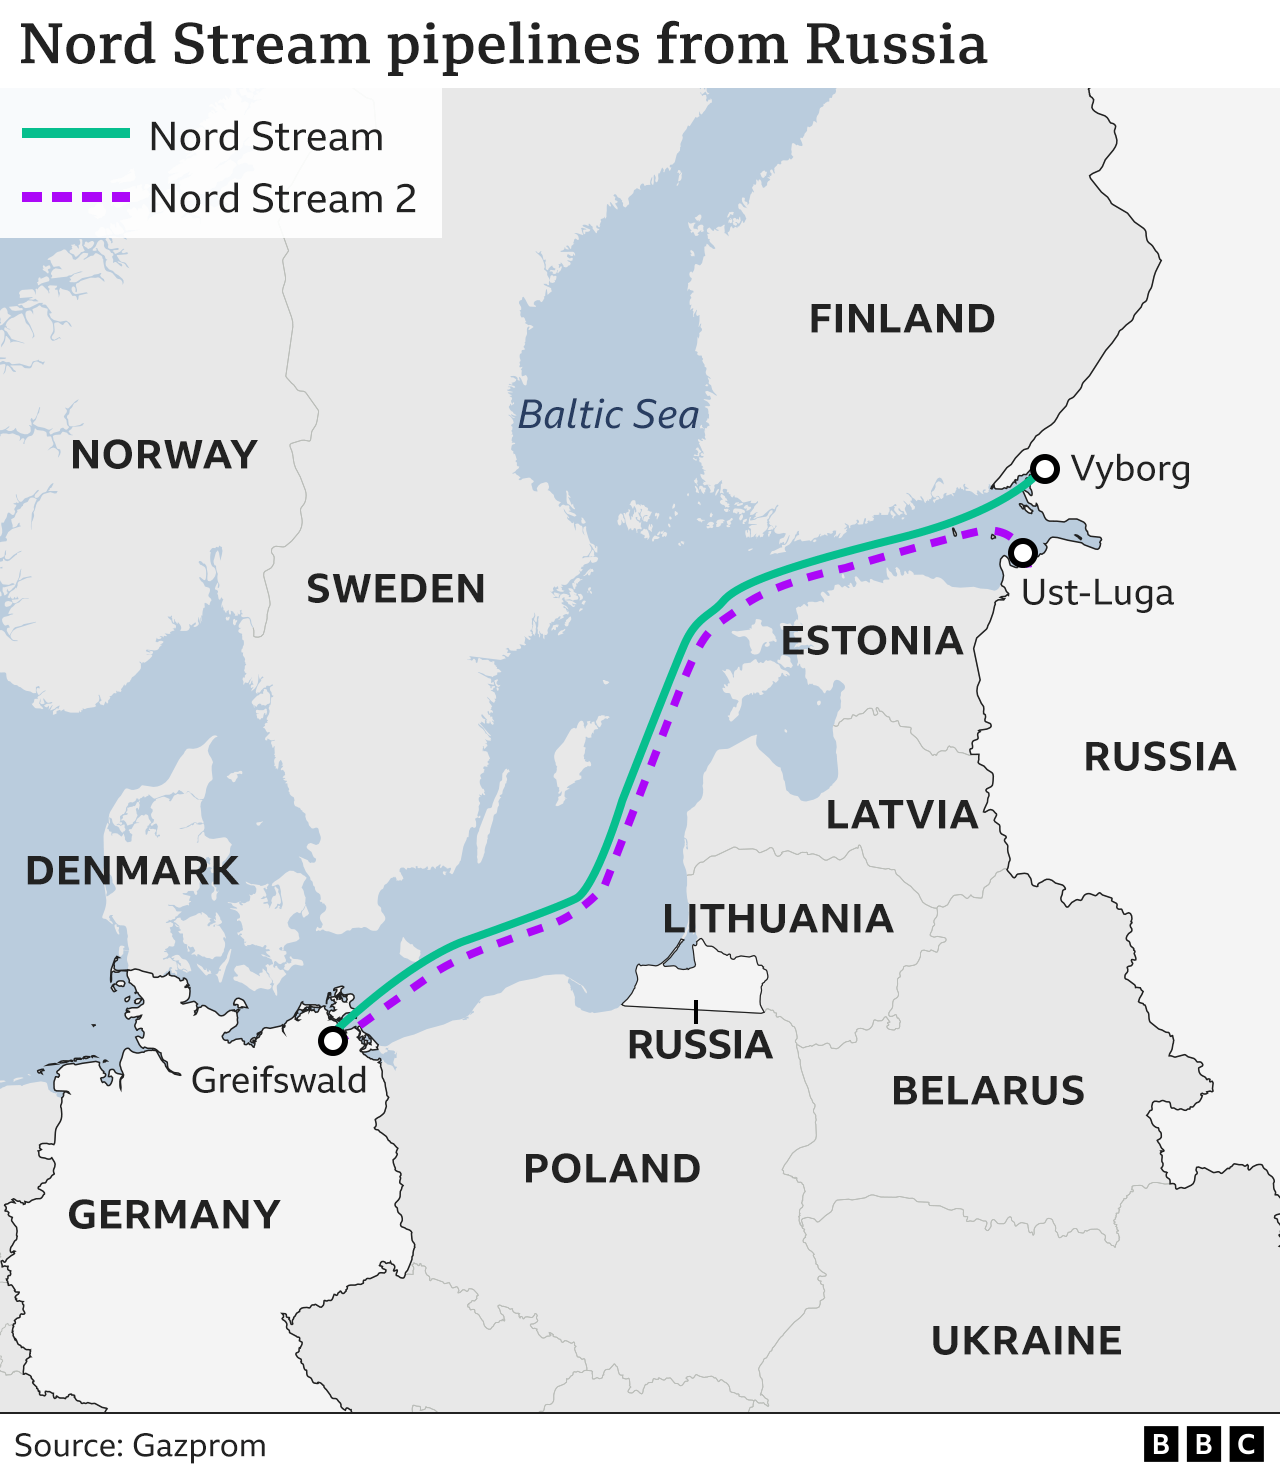 Nord Stream pipelines from Russia
Nord Stream
Nord Stream 2
FINLAND
Baltic Sea
NORWAY
Vyborg
SWEDEN
Ust-Luga
ESTONIA
RUSSIA
LATVIA
DENMARK
LITHUANIA
RUSSIA
Greifswald
BELARUS
POLAND
GERMANY
UKRAINE
Source: Gazprom
BBC